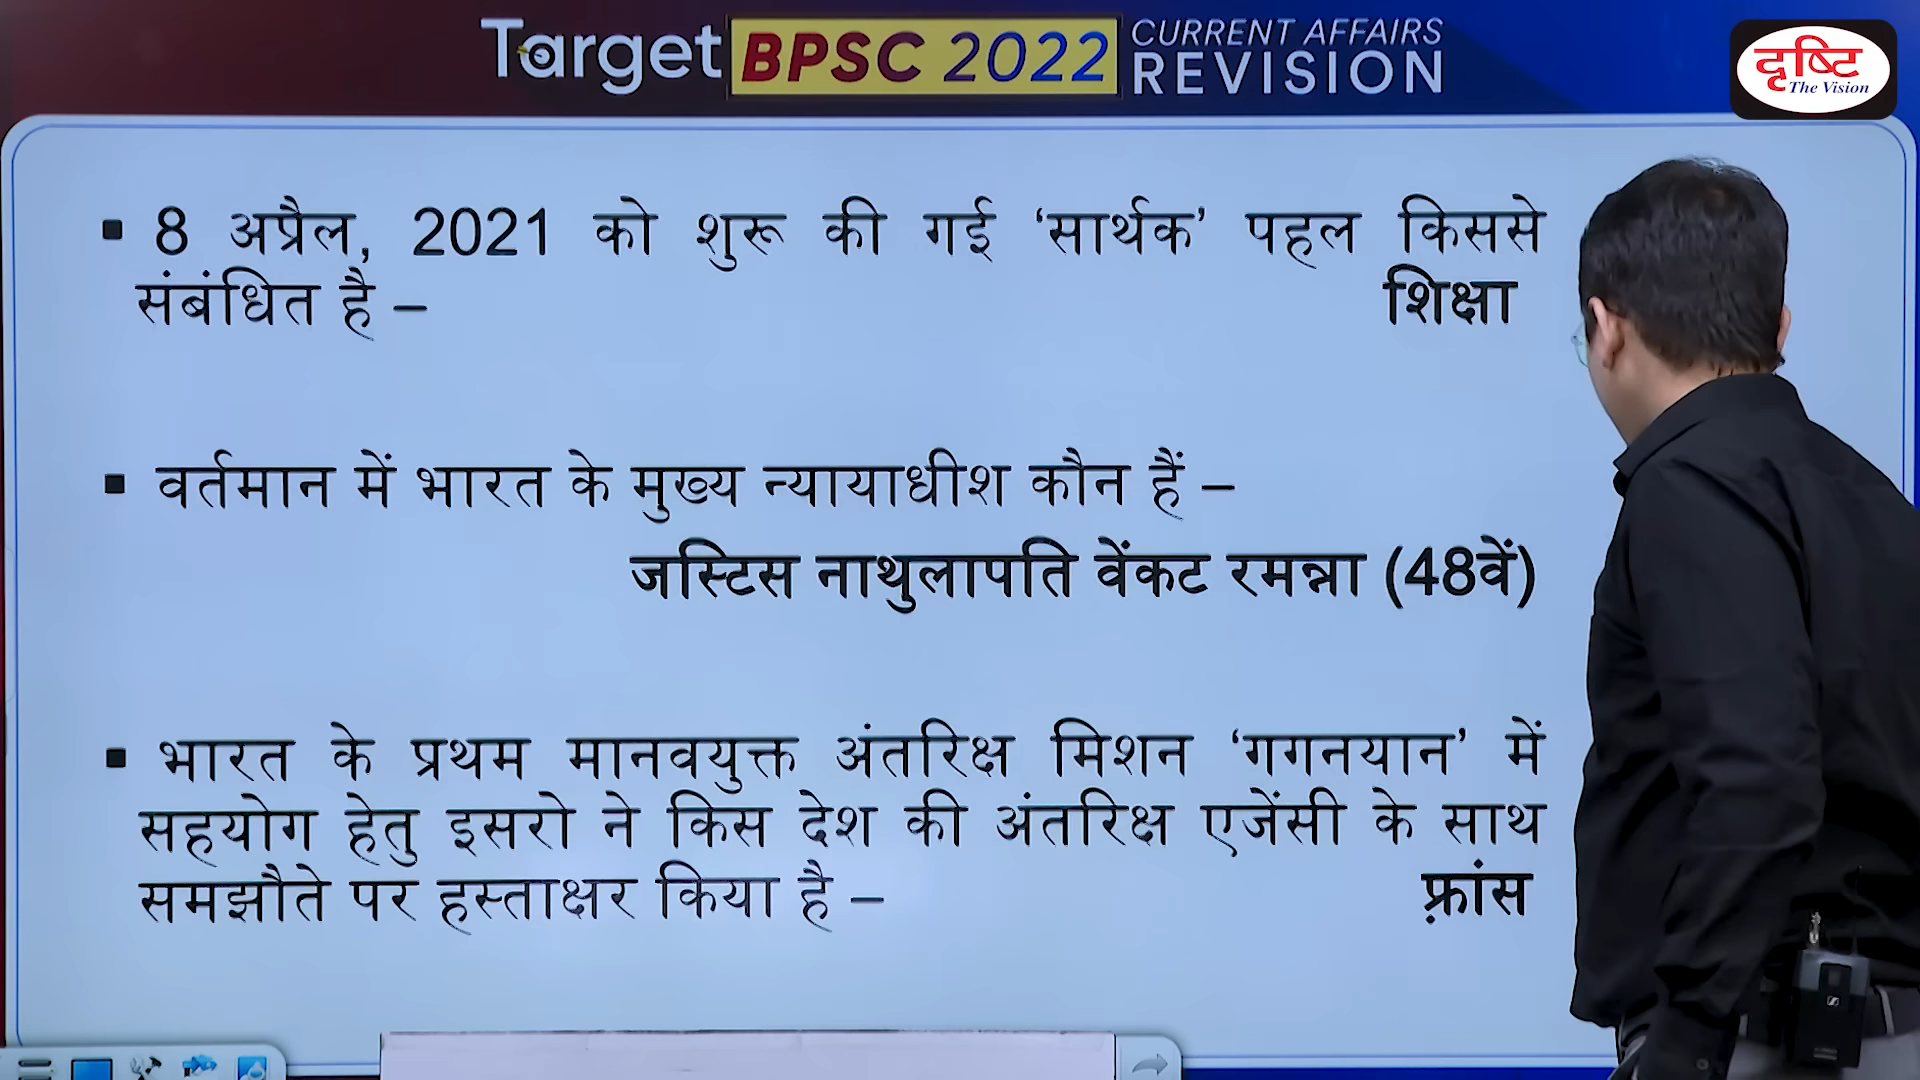 Target BPSC 2022 CURRENT AFFAIRS
REVISION
दृष्टि
The Vision
▪ 8 अप्रैल, 2021 को शुरू की गई ‘सार्थक’ पहल किससे
संबंधित है – शिक्षा
▪ वर्तमान में भारत के मुख्य न्यायाधीश कौन हैं –
जस्टिस नाथुलापति वेंकट रमन्ना (48वें)
▪ भारत के प्रथम मानवयुक्त अंतरिक्ष मिशन ‘गगनयान’ में
सहयोग हेतु इसरो ने किस देश की अंतरिक्ष एजेंसी के साथ
समझौते पर हस्ताक्षर किया है – फ़्रांस